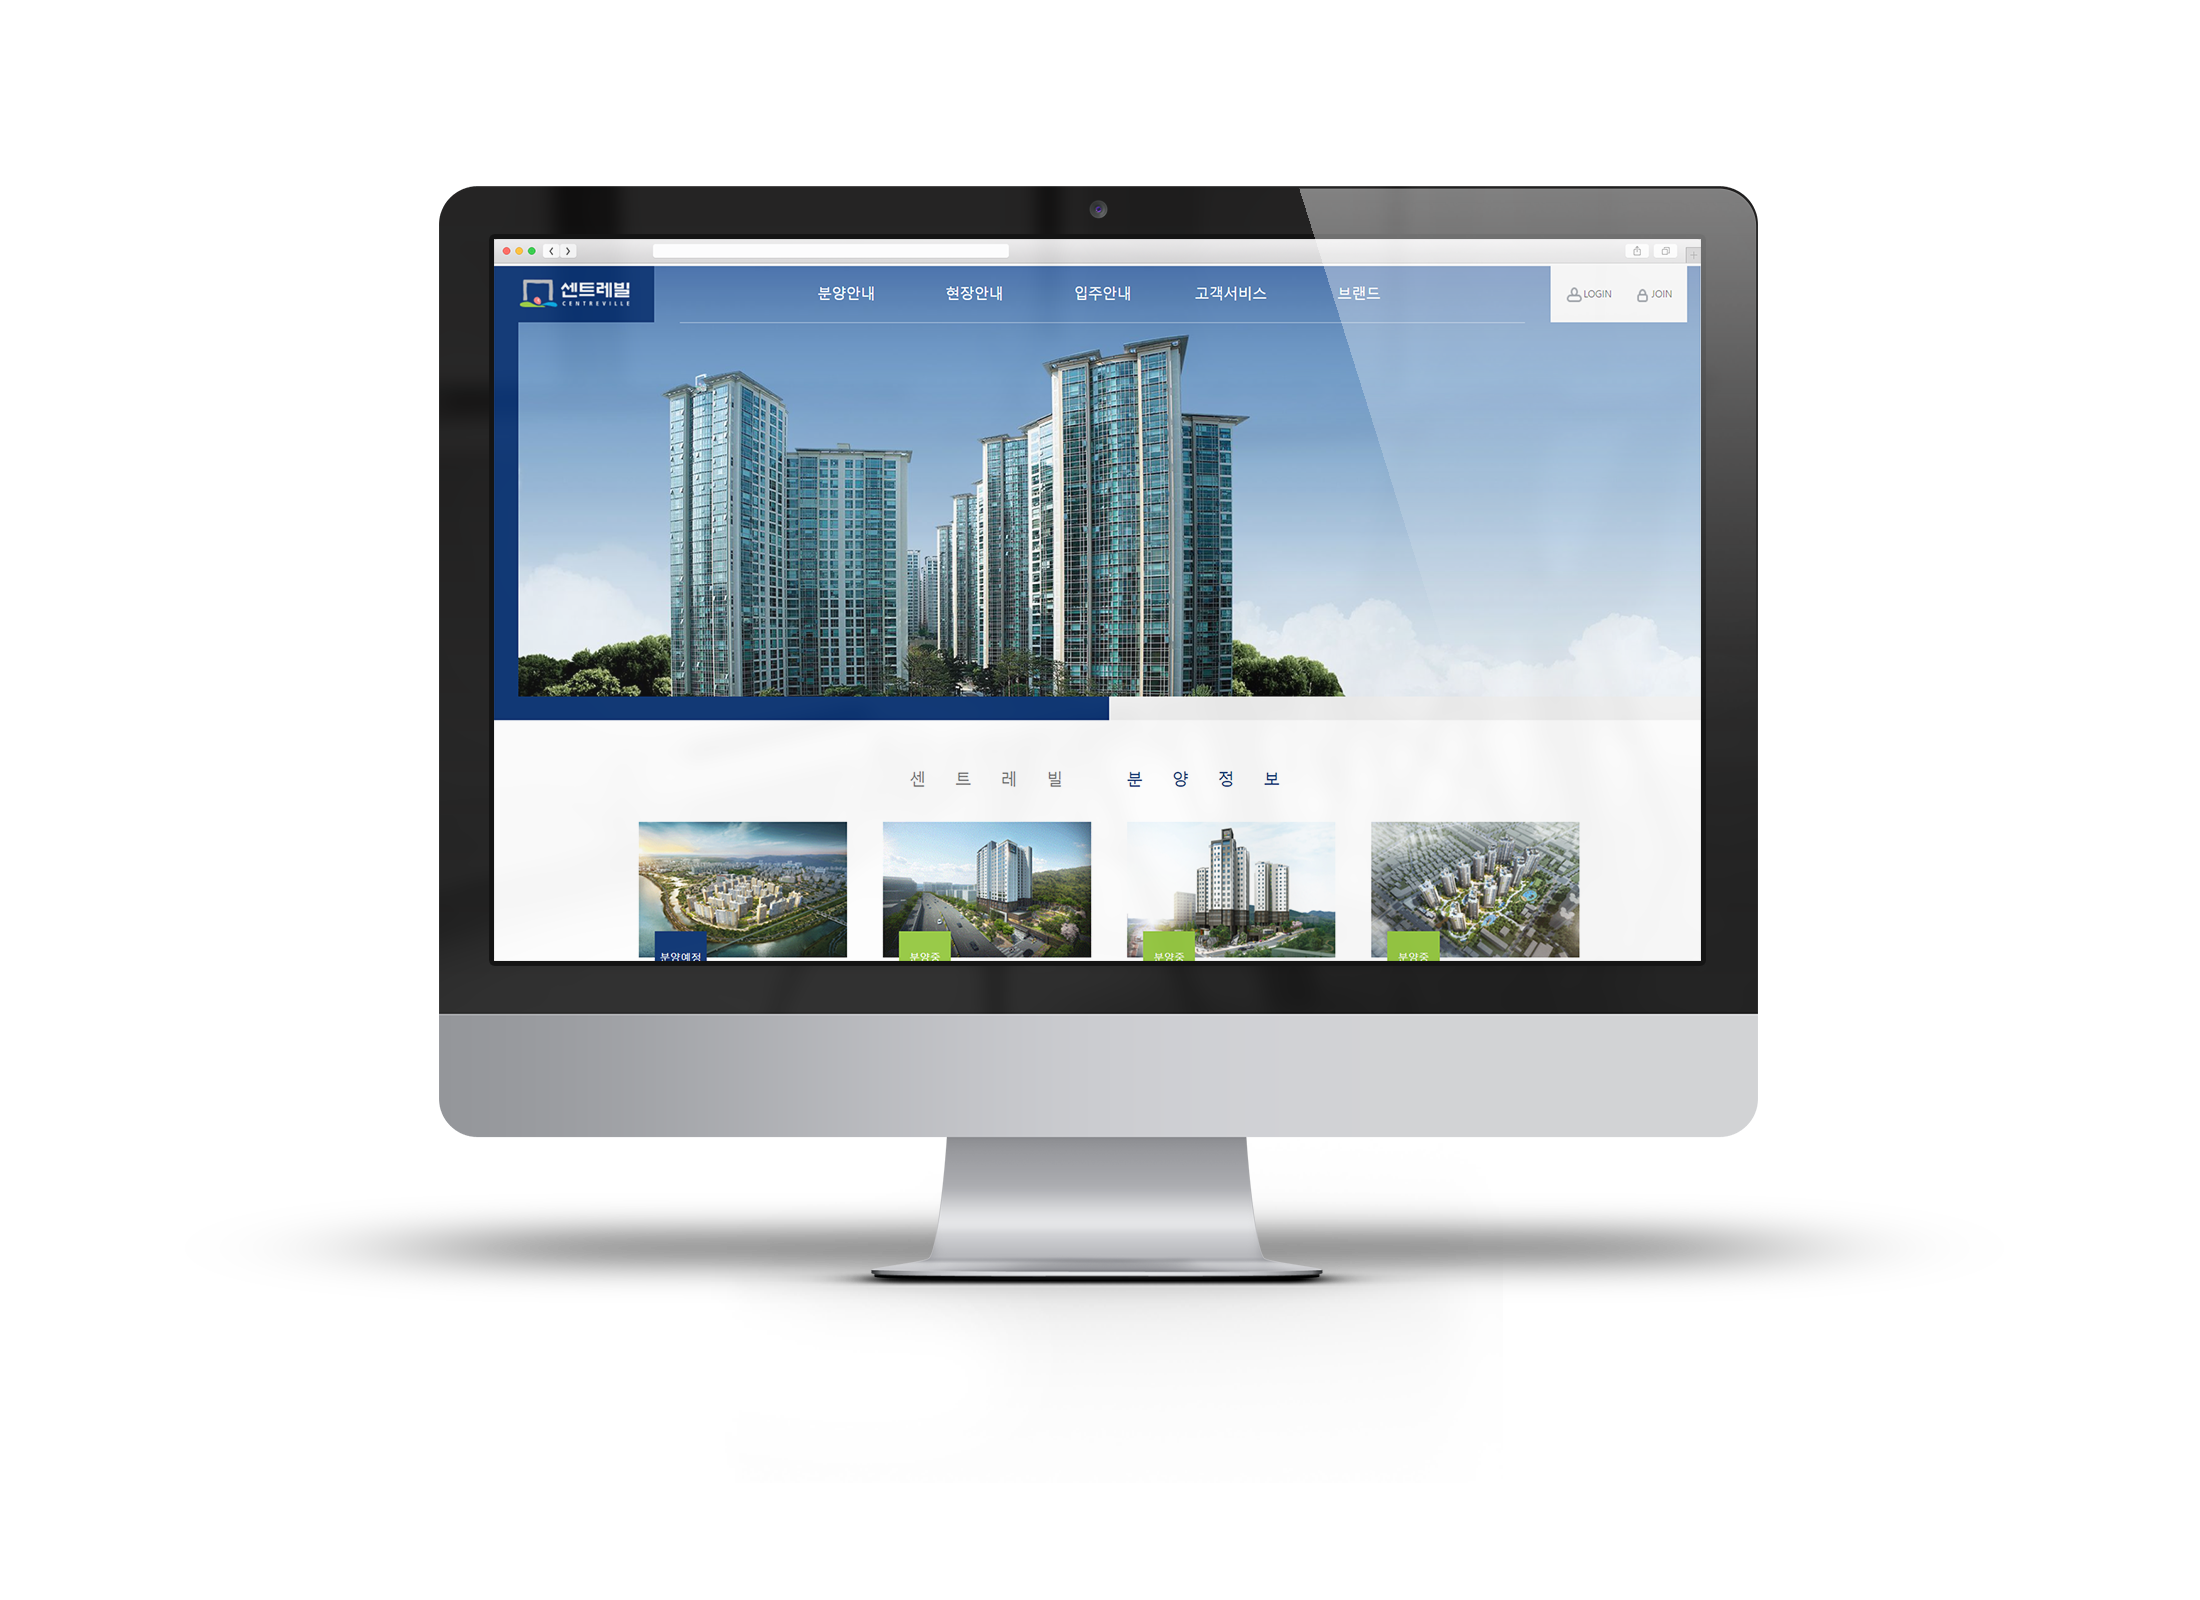 센트레빌
CENTREVILLE
분양안내 현장안내 입주안내 고객서비스 브랜드
LOGIN JOIN
센트레빌 분양정보
분양예정 분양중 분양중 분양중